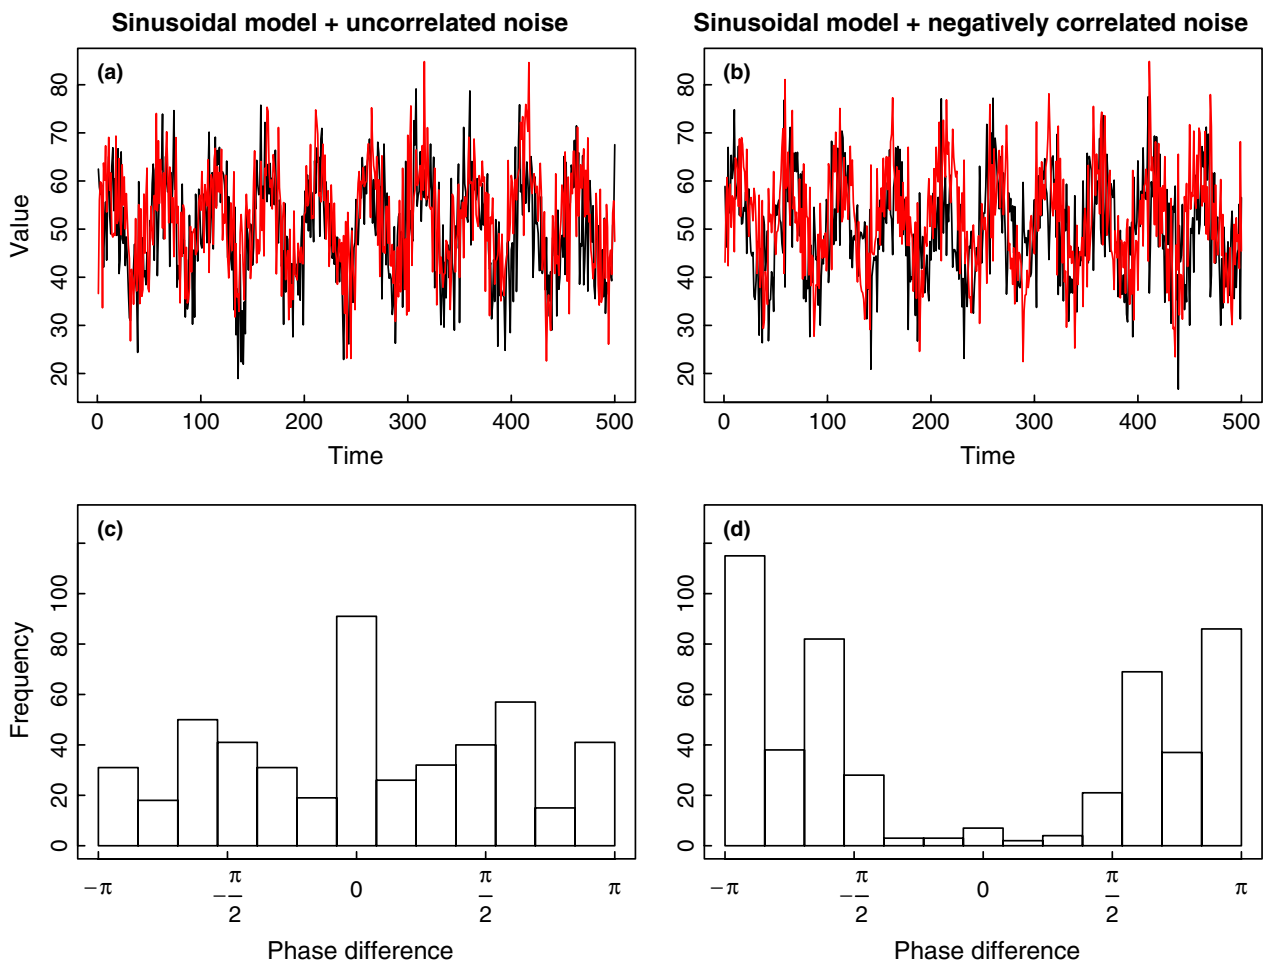 Sinusoidal model + uncorrelated noise
Sinusoidal model + negatively correlated noise
(a)
Value
20 30 40 50 60 70 80
0 100 200 300 400 500
Time
(b)
20 30 40 50 60 70 80
0 100 200 300 400 500
Time
(c)
Frequency
0 20 40 60 80 100
−π −π/2 0 π/2 π
Phase difference
(d)
0 20 40 60 80 100
−π −π/2 0 π/2 π
Phase difference